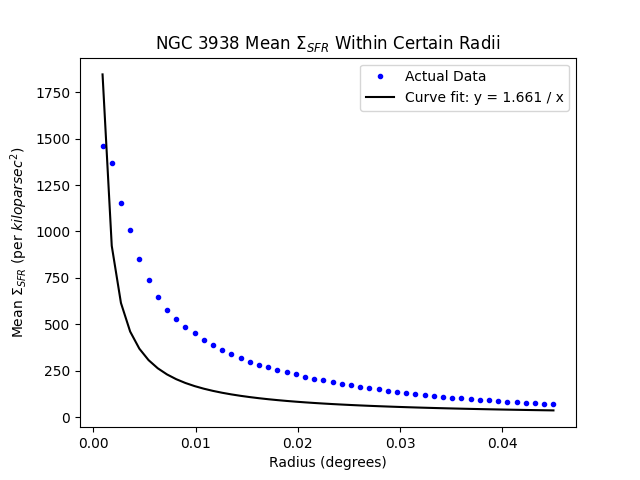 NGC 3938 Mean Σ_SFR Within Certain Radii
Actual Data
Curve fit: y = 1.661 / x
Mean Σ_SFR (per kiloparsec²)
1750
1500
1250
1000
750
500
250
0
0.00 0.01 0.02 0.03 0.04
Radius (degrees)